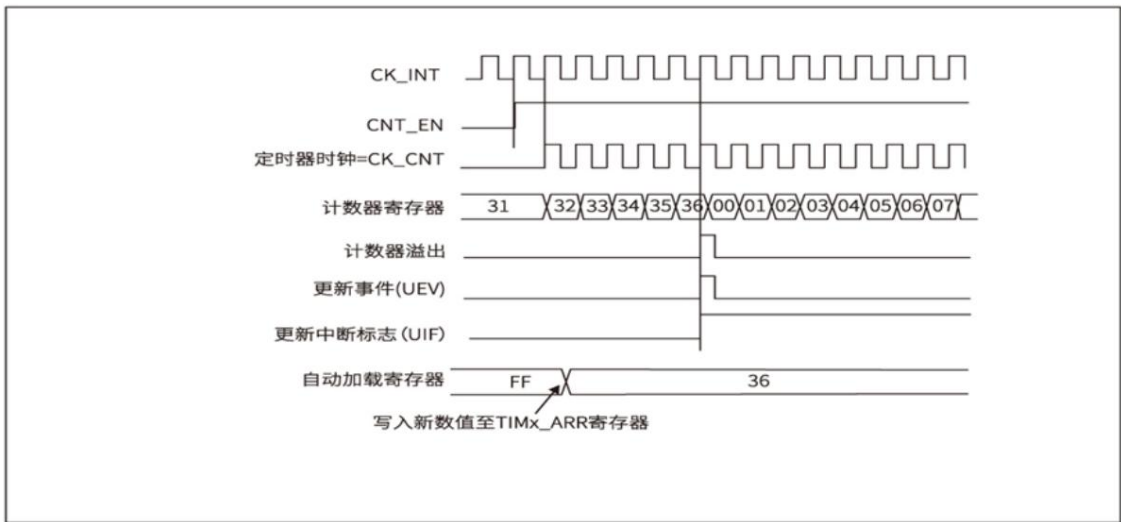 CK_INT
CNT_EN
定时器时钟=CK_CNT
计数器寄存器 31 32 33 34 35 36 00 01 02 03 04 05 06 07
计数器溢出
更新事件(UEV)
更新中断标志(UIF)
自动加载寄存器 FF 36
写入新数值至TIMx_ARR寄存器